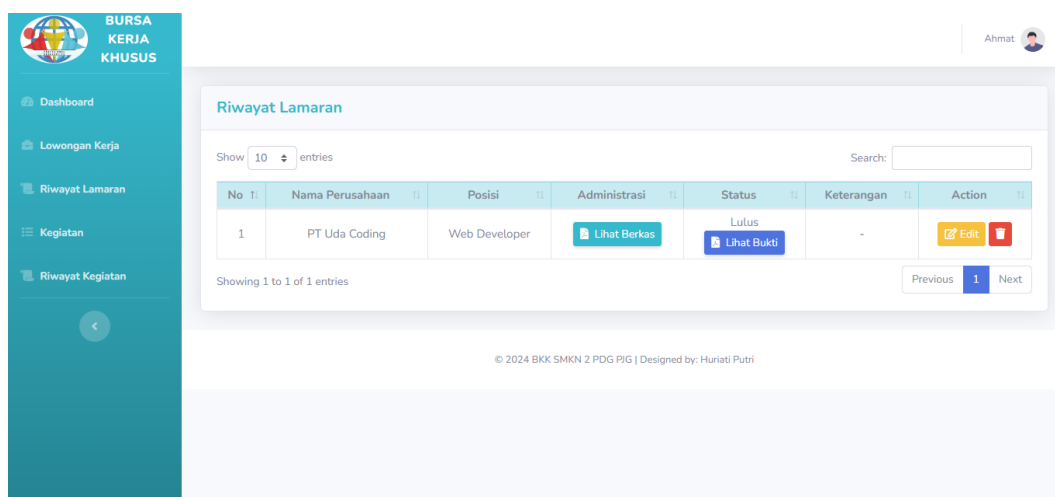 BURSA
KERJA
KHUSUS
Ahmat
Dashboard
Lowongan Kerja
Riwayat Lamaran
Kegiatan
Riwayat Kegiatan
Riwayat Lamaran
Show 10 entries
Search:
No Nama Perusahaan Posisi Administrasi Status Keterangan Action
1 PT Uda Coding Web Developer Lihat Berkas Lulus - Edit
Lihat Bukti
Showing 1 to 1 of 1 entries
Previous 1 Next
© 2024 BKK SMKN 2 PDG PJG | Designed by: Huriati Putri